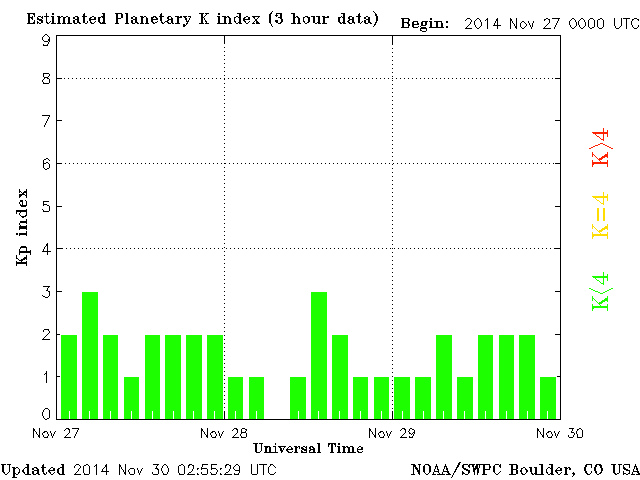 Estimated Planetary K index (3 hour data) Begin: 2014 Nov 27 0000 UTC
9
8
7
6
5
4
3
2
1
0
Kp index
K>4
K=4
K<4
Nov 27 Nov 28 Nov 29 Nov 30
Universal Time
Updated 2014 Nov 30 02:55:29 UTC NOAA/SWPC Boulder, CO USA